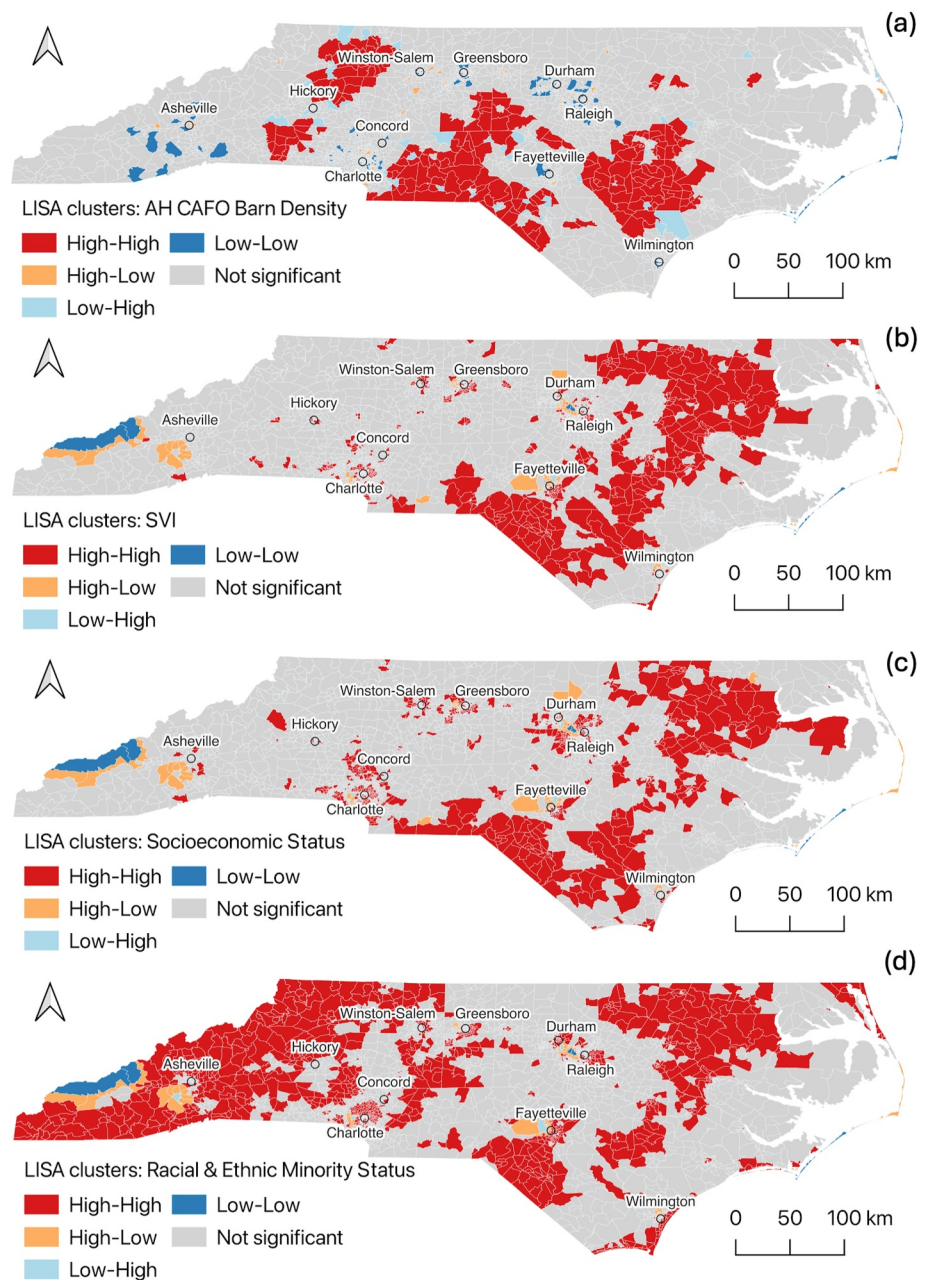 (a)
Winston-Salem Greensboro
Durham
Hickory
Asheville
Raleigh
Concord
Fayetteville
Charlotte
LISA clusters: AH CAFO Barn Density
High-High Low-Low
High-Low Not significant
Low-High
Wilmington
0 50 100 km
(b)
Winston-Salem Greensboro
Durham
Hickory
Asheville
Raleigh
Concord
Fayetteville
Charlotte
LISA clusters: SVI
High-High Low-Low
High-Low Not significant
Low-High
Wilmington
0 50 100 km
(c)
Winston-Salem Greensboro
Durham
Hickory
Asheville
Raleigh
Concord
Fayetteville
Charlotte
LISA clusters: Socioeconomic Status
High-High Low-Low
High-Low Not significant
Low-High
Wilmington
0 50 100 km
(d)
Winston-Salem Greensboro
Durham
Hickory
Asheville
Raleigh
Concord
Fayetteville
Charlotte
LISA clusters: Racial & Ethnic Minority Status
High-High Low-Low
High-Low Not significant
Low-High
Wilmington
0 50 100 km